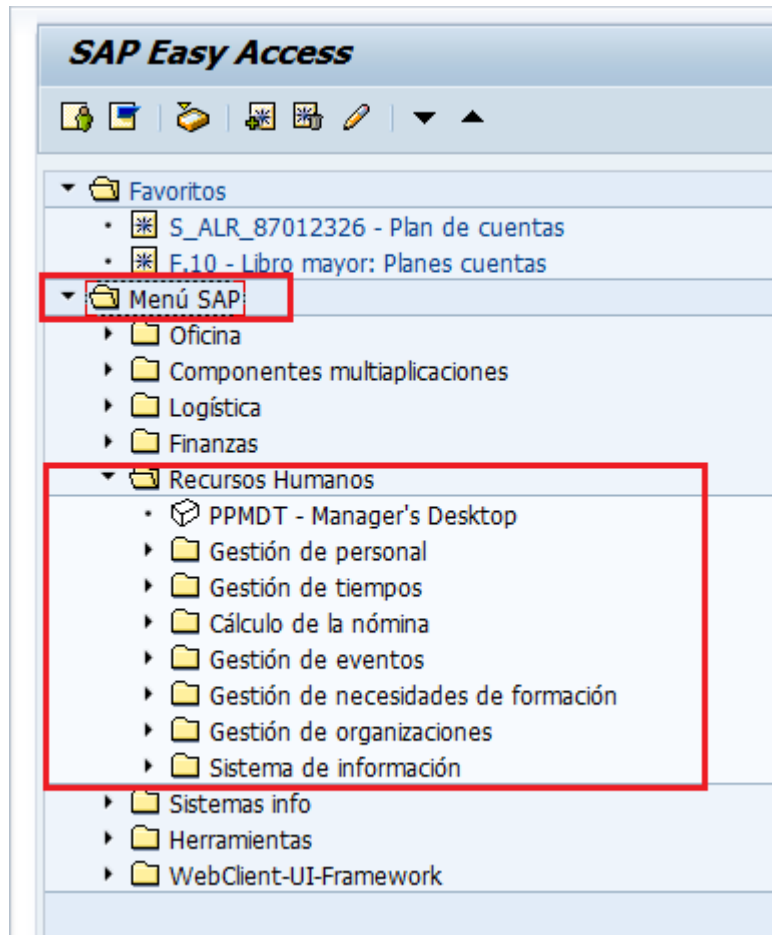 SAP Easy Access
Favoritos
S_ALR_87012326 - Plan de cuentas
F.10 - Libro mayor: Planes cuentas
Menú SAP
Oficina
Componentes multiaplicaciones
Logística
Finanzas
Recursos Humanos
PPMDT - Manager's Desktop
Gestión de personal
Gestión de tiempos
Cálculo de la nómina
Gestión de eventos
Gestión de necesidades de formación
Gestión de organizaciones
Sistema de información
Sistemas info
Herramientas
WebClient-UI-Framework